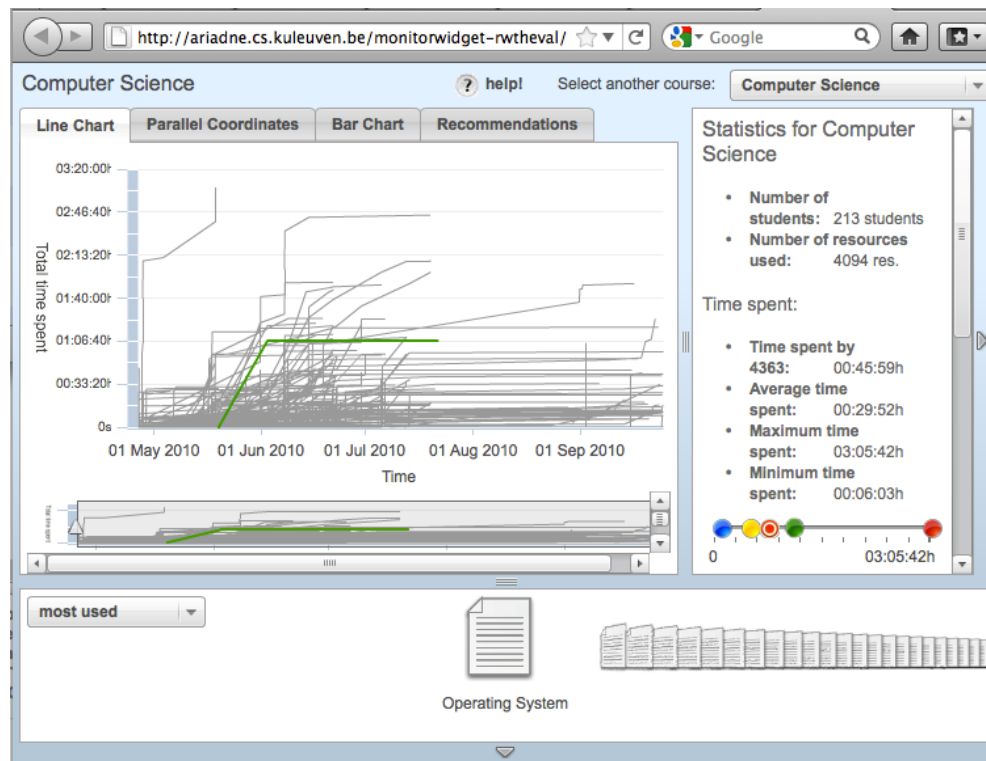 http://ariadne.cs.kuleuven.be/monitorwidget-rwtheval/
Google
Computer Science
? help!
Select another course:
Computer Science
Line Chart
Parallel Coordinates
Bar Chart
Recommendations
03:20:00h
02:46:40h
02:13:20h
01:40:00h
01:06:40h
00:33:20h
0s
Total time spent
01 May 2010 01 Jun 2010 01 Jul 2010 01 Aug 2010 01 Sep 2010
Time
Total time spent
Statistics for Computer
Science
• Number of
students: 213 students
• Number of resources
used: 4094 res.
Time spent:
• Time spent by
4363: 00:45:59h
• Average time
spent: 00:29:52h
• Maximum time
spent: 03:05:42h
• Minimum time
spent: 00:06:03h
0 03:05:42h
most used
Operating System